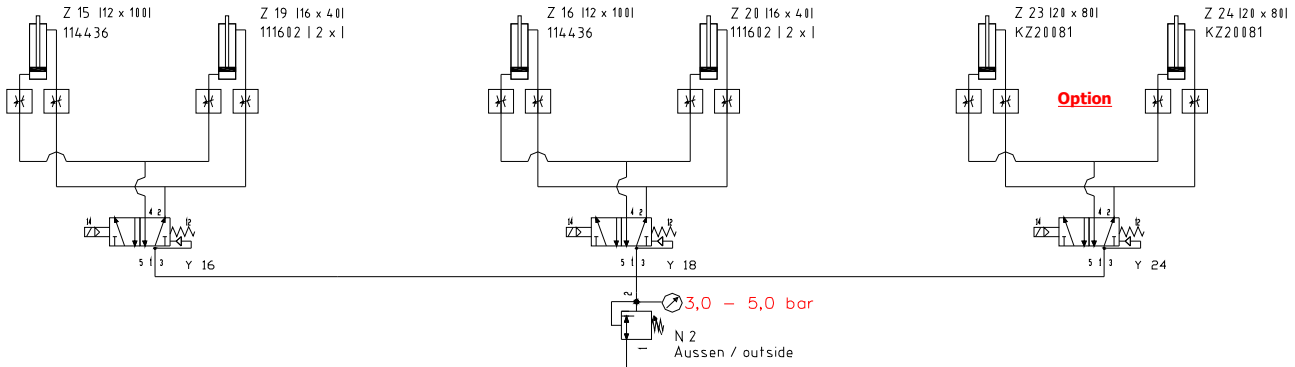 Z 15 (12 x 100)
114436
Z 19 (16 x 40)
111602 ( 2 x )
Z 16 (12 x 100)
114436
Z 20 (16 x 40)
111602 ( 2 x )
Z 23 (20 x 80)
KZ20081
Z 24 (20 x 80)
KZ20081
Option
14 4 2 12
5 1 3
Y 16
14 4 2 12
5 1 3
Y 18
14 4 2 12
5 1 3
Y 24
2
3,0 – 5,0 bar
N 2
1
Aussen / outside